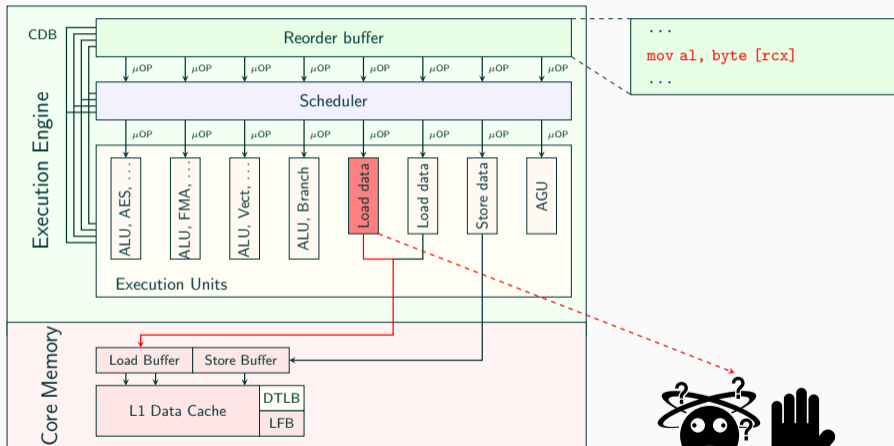 CDB
Reorder buffer
...
mov al, byte [rcx]
...
μOP μOP μOP μOP μOP μOP μOP μOP
Scheduler
μOP μOP μOP μOP μOP μOP μOP μOP
Execution Engine
ALU, AES, ...
ALU, FMA, ...
ALU, Vect, ...
ALU, Branch
Load data
Load data
Store data
AGU
Execution Units
Core Memory
Load Buffer
Store Buffer
L1 Data Cache
DTLB
LFB
? ? ?